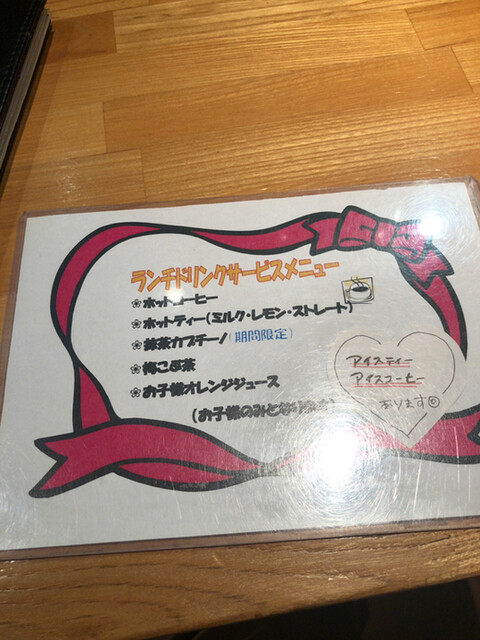 ランチドリンクサービスメニュー
❀ホットコーヒー
❀ホットティー(ミルク・レモン・ストレート)
❀抹茶カプチーノ(期間限定)
❀梅こぶ茶
❀お子様オレンジジュース
(お子様のみとなります)
アイスティー
アイスコーヒー
あります☺